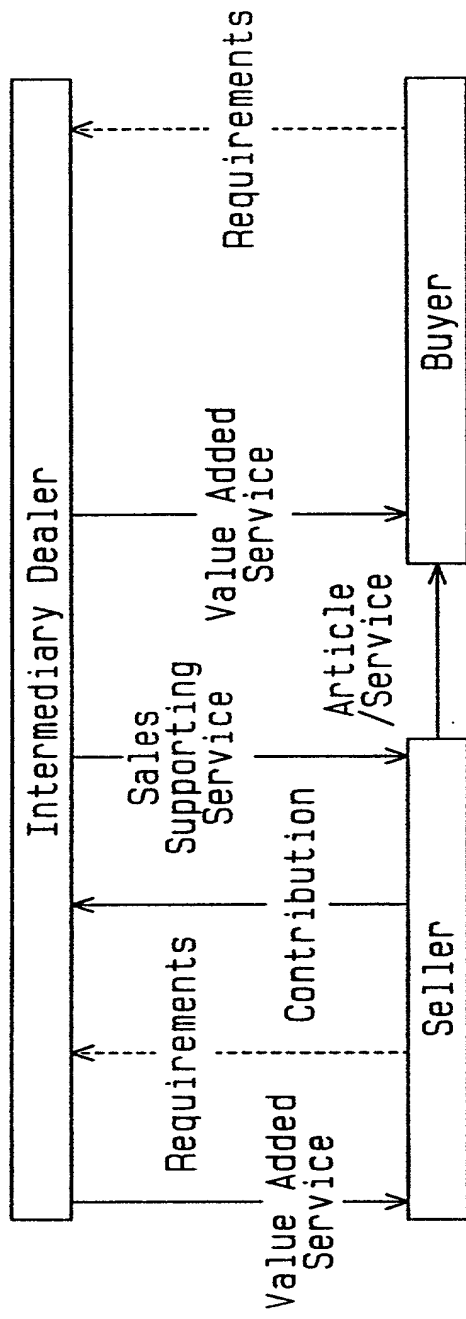 Intermediary Dealer
Value Added
Service
Requirements
Contribution
Sales
Supporting
Service
Value Added
Service
Requirements
Article
/Service
Seller
Buyer